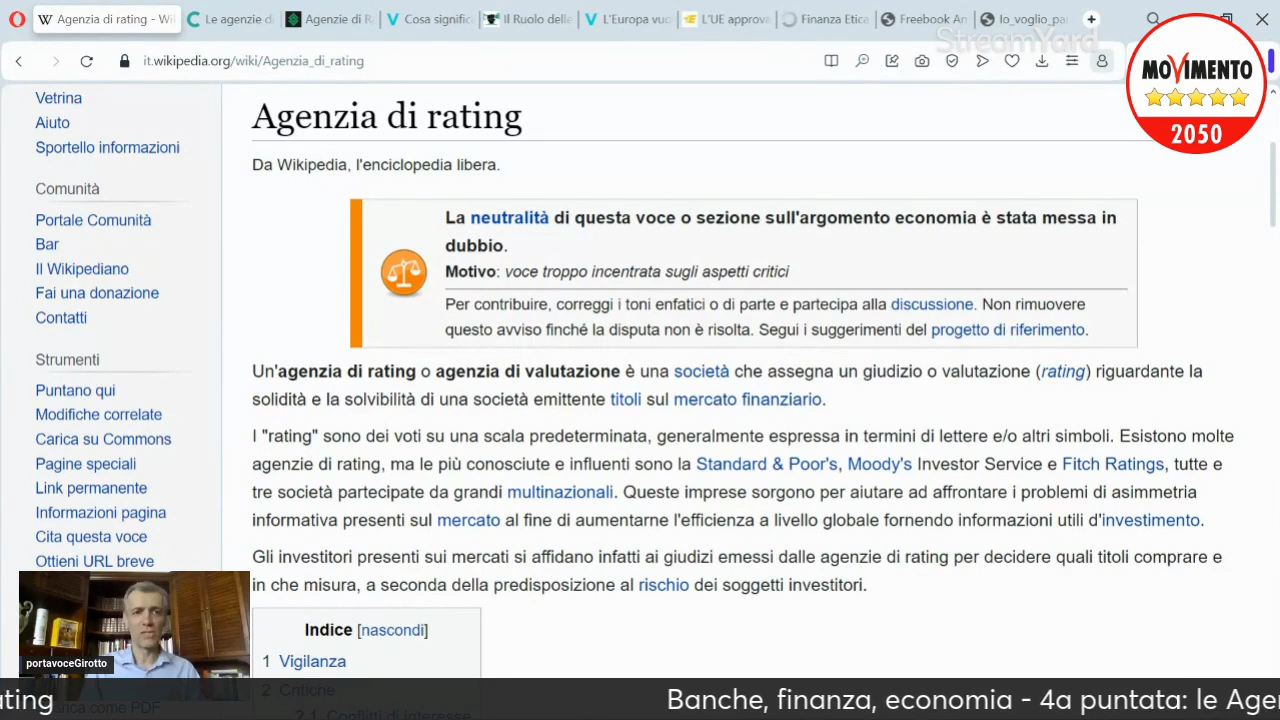 Agenzia di rating - Wi
Le agenzie d
Agenzie di R
Cosa signific
Il Ruolo delle
L'Europa vuo
L'UE approva
Finanza Etica
Freebook An
Io_voglio_pa
StreamYard
it.wikipedia.org/wiki/Agenzia_di_rating
MOVIMENTO
2050
Vetrina
Aiuto
Sportello informazioni
Comunità
Portale Comunità
Bar
Il Wikipediano
Fai una donazione
Contatti
Strumenti
Puntano qui
Modifiche correlate
Carica su Commons
Pagine speciali
Link permanente
Informazioni pagina
Cita questa voce
Ottieni URL breve
Agenzia di rating
Da Wikipedia, l'enciclopedia libera.
La neutralità di questa voce o sezione sull'argomento economia è stata messa in
dubbio.
Motivo: voce troppo incentrata sugli aspetti critici
Per contribuire, correggi i toni enfatici o di parte e partecipa alla discussione. Non rimuovere
questo avviso finché la disputa non è risolta. Segui i suggerimenti del progetto di riferimento.
Un'agenzia di rating o agenzia di valutazione è una società che assegna un giudizio o valutazione (rating) riguardante la
solidità e la solvibilità di una società emittente titoli sul mercato finanziario.
I "rating" sono dei voti su una scala predeterminata, generalmente espressa in termini di lettere e/o altri simboli. Esistono molte
agenzie di rating, ma le più conosciute e influenti sono la Standard & Poor's, Moody's Investor Service e Fitch Ratings, tutte e
tre società partecipate da grandi multinazionali. Queste imprese sorgono per aiutare ad affrontare i problemi di asimmetria
informativa presenti sul mercato al fine di aumentarne l'efficienza a livello globale fornendo informazioni utili d'investimento.
Gli investitori presenti sui mercati si affidano infatti ai giudizi emessi dalle agenzie di rating per decidere quali titoli comprare e
in che misura, a seconda della predisposizione al rischio dei soggetti investitori.
Indice [nascondi]
1 Vigilanza
2 Critiche
2.1 Conflitti di interesse
portavoceGirotto
come PDF
ating
Banche, finanza, economia - 4a puntata: le Age